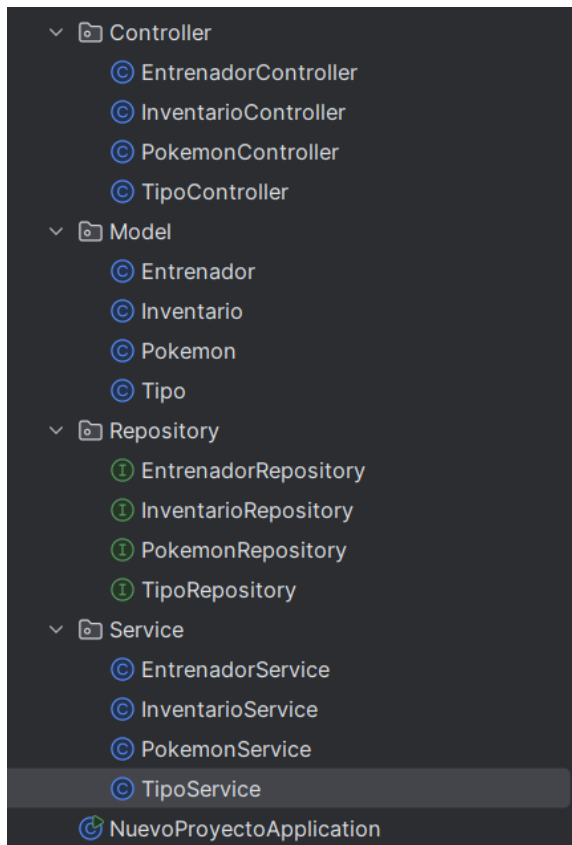 Controller
EntrenadorController
InventarioController
PokemonController
TipoController
Model
Entrenador
Inventario
Pokemon
Tipo
Repository
EntrenadorRepository
InventarioRepository
PokemonRepository
TipoRepository
Service
EntrenadorService
InventarioService
PokemonService
TipoService
NuevoProyectoApplication